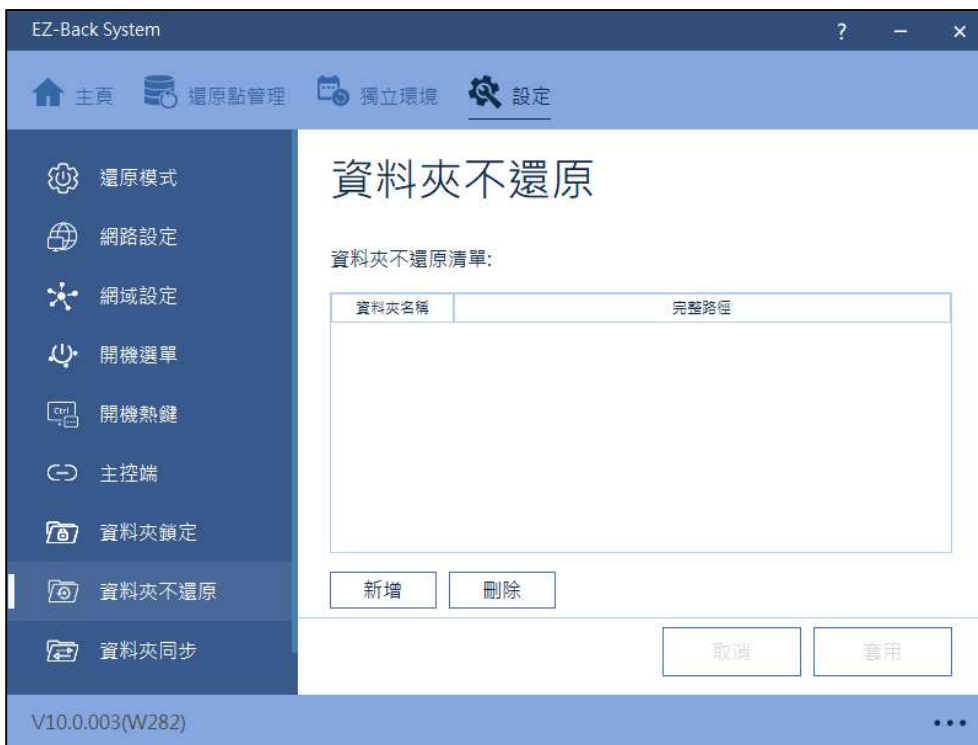 EZ-Back System
?
主頁 還原點管理 獨立環境 設定
還原模式
網路設定
網域設定
開機選單
Ctrl
開機熱鍵
主控端
資料夾鎖定
資料夾不還原
資料夾同步
資料夾不還原
資料夾不還原清單:
資料夾名稱 完整路徑
新增 刪除
取消 套用
V10.0.003(W282)